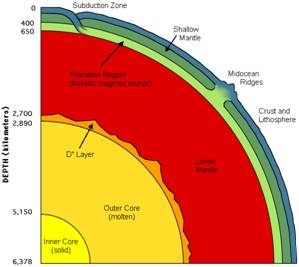 Subduction Zone
0
400
650
Shallow
Mantle
Transition Region
(basaltic magmas source)
Midocean
Ridges
Crust and
Lithosphere
2,700
2,890
D" Layer
Lower
Mantle
DEPTH (kilometers)
Outer Core
(molten)
5,150
Inner Core
(solid)
6,378